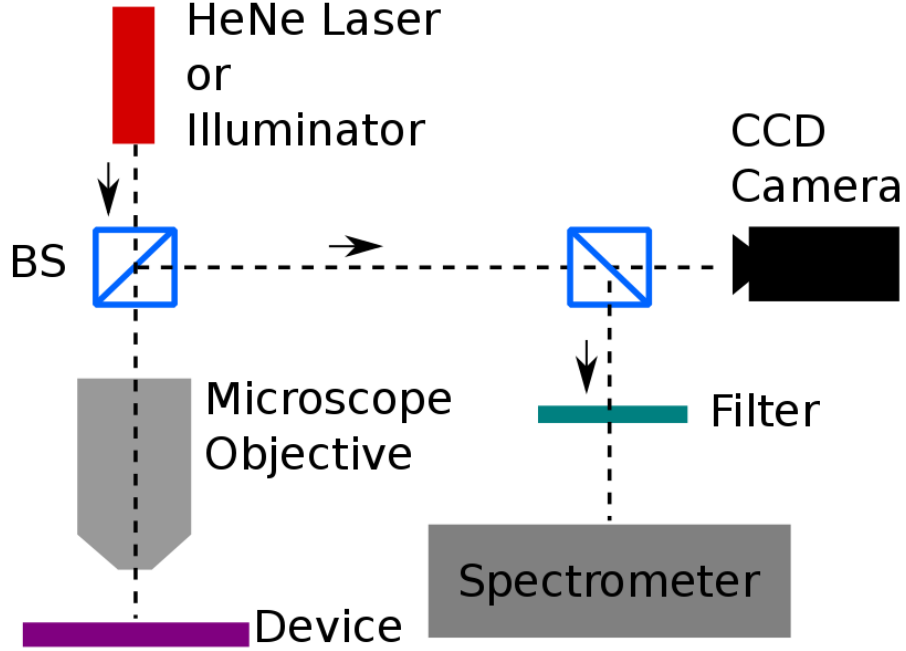 HeNe Laser
or
Illuminator
CCD
Camera
BS
Microscope
Objective
Filter
Spectrometer
Device